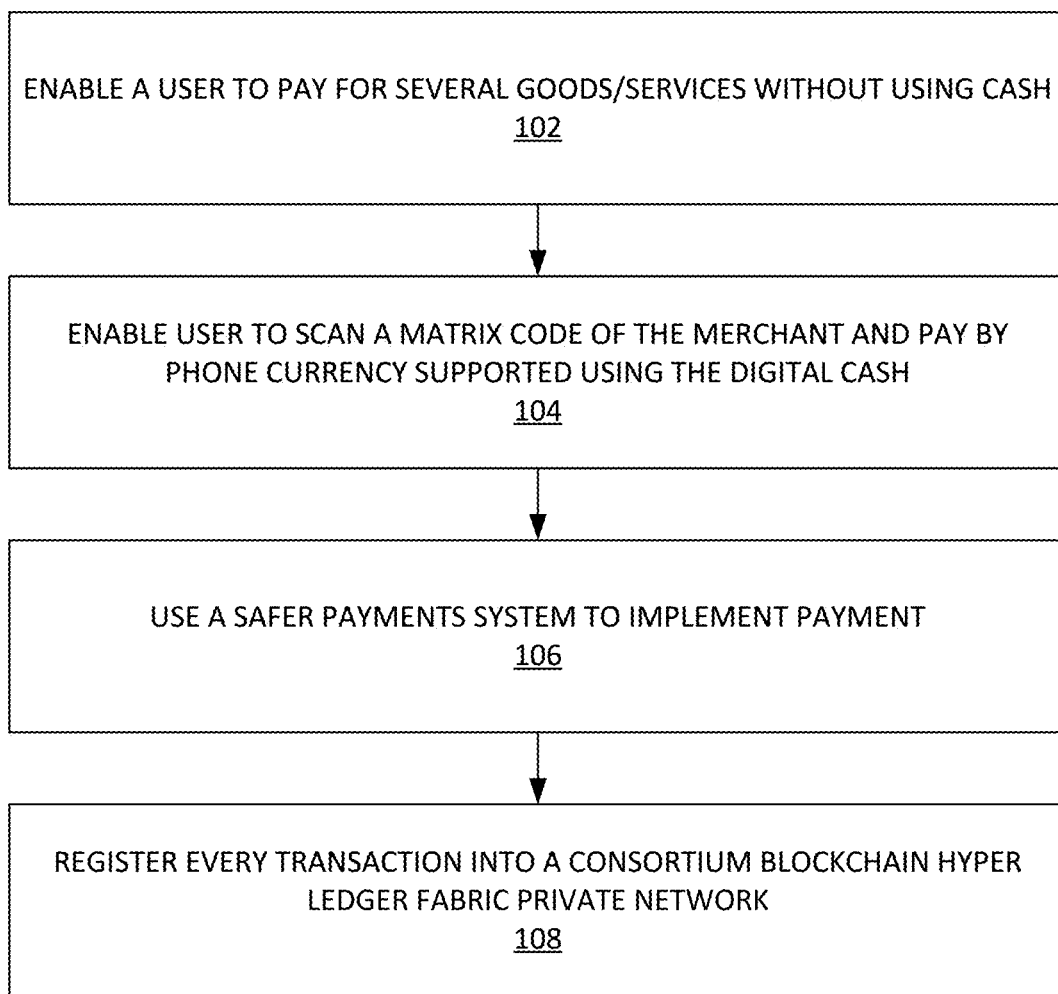 ENABLE A USER TO PAY FOR SEVERAL GOODS/SERVICES WITHOUT USING CASH
102
ENABLE USER TO SCAN A MATRIX CODE OF THE MERCHANT AND PAY BY
PHONE CURRENCY SUPPORTED USING THE DIGITAL CASH
104
USE A SAFER PAYMENTS SYSTEM TO IMPLEMENT PAYMENT
106
REGISTER EVERY TRANSACTION INTO A CONSORTIUM BLOCKCHAIN HYPER
LEDGER FABRIC PRIVATE NETWORK
108